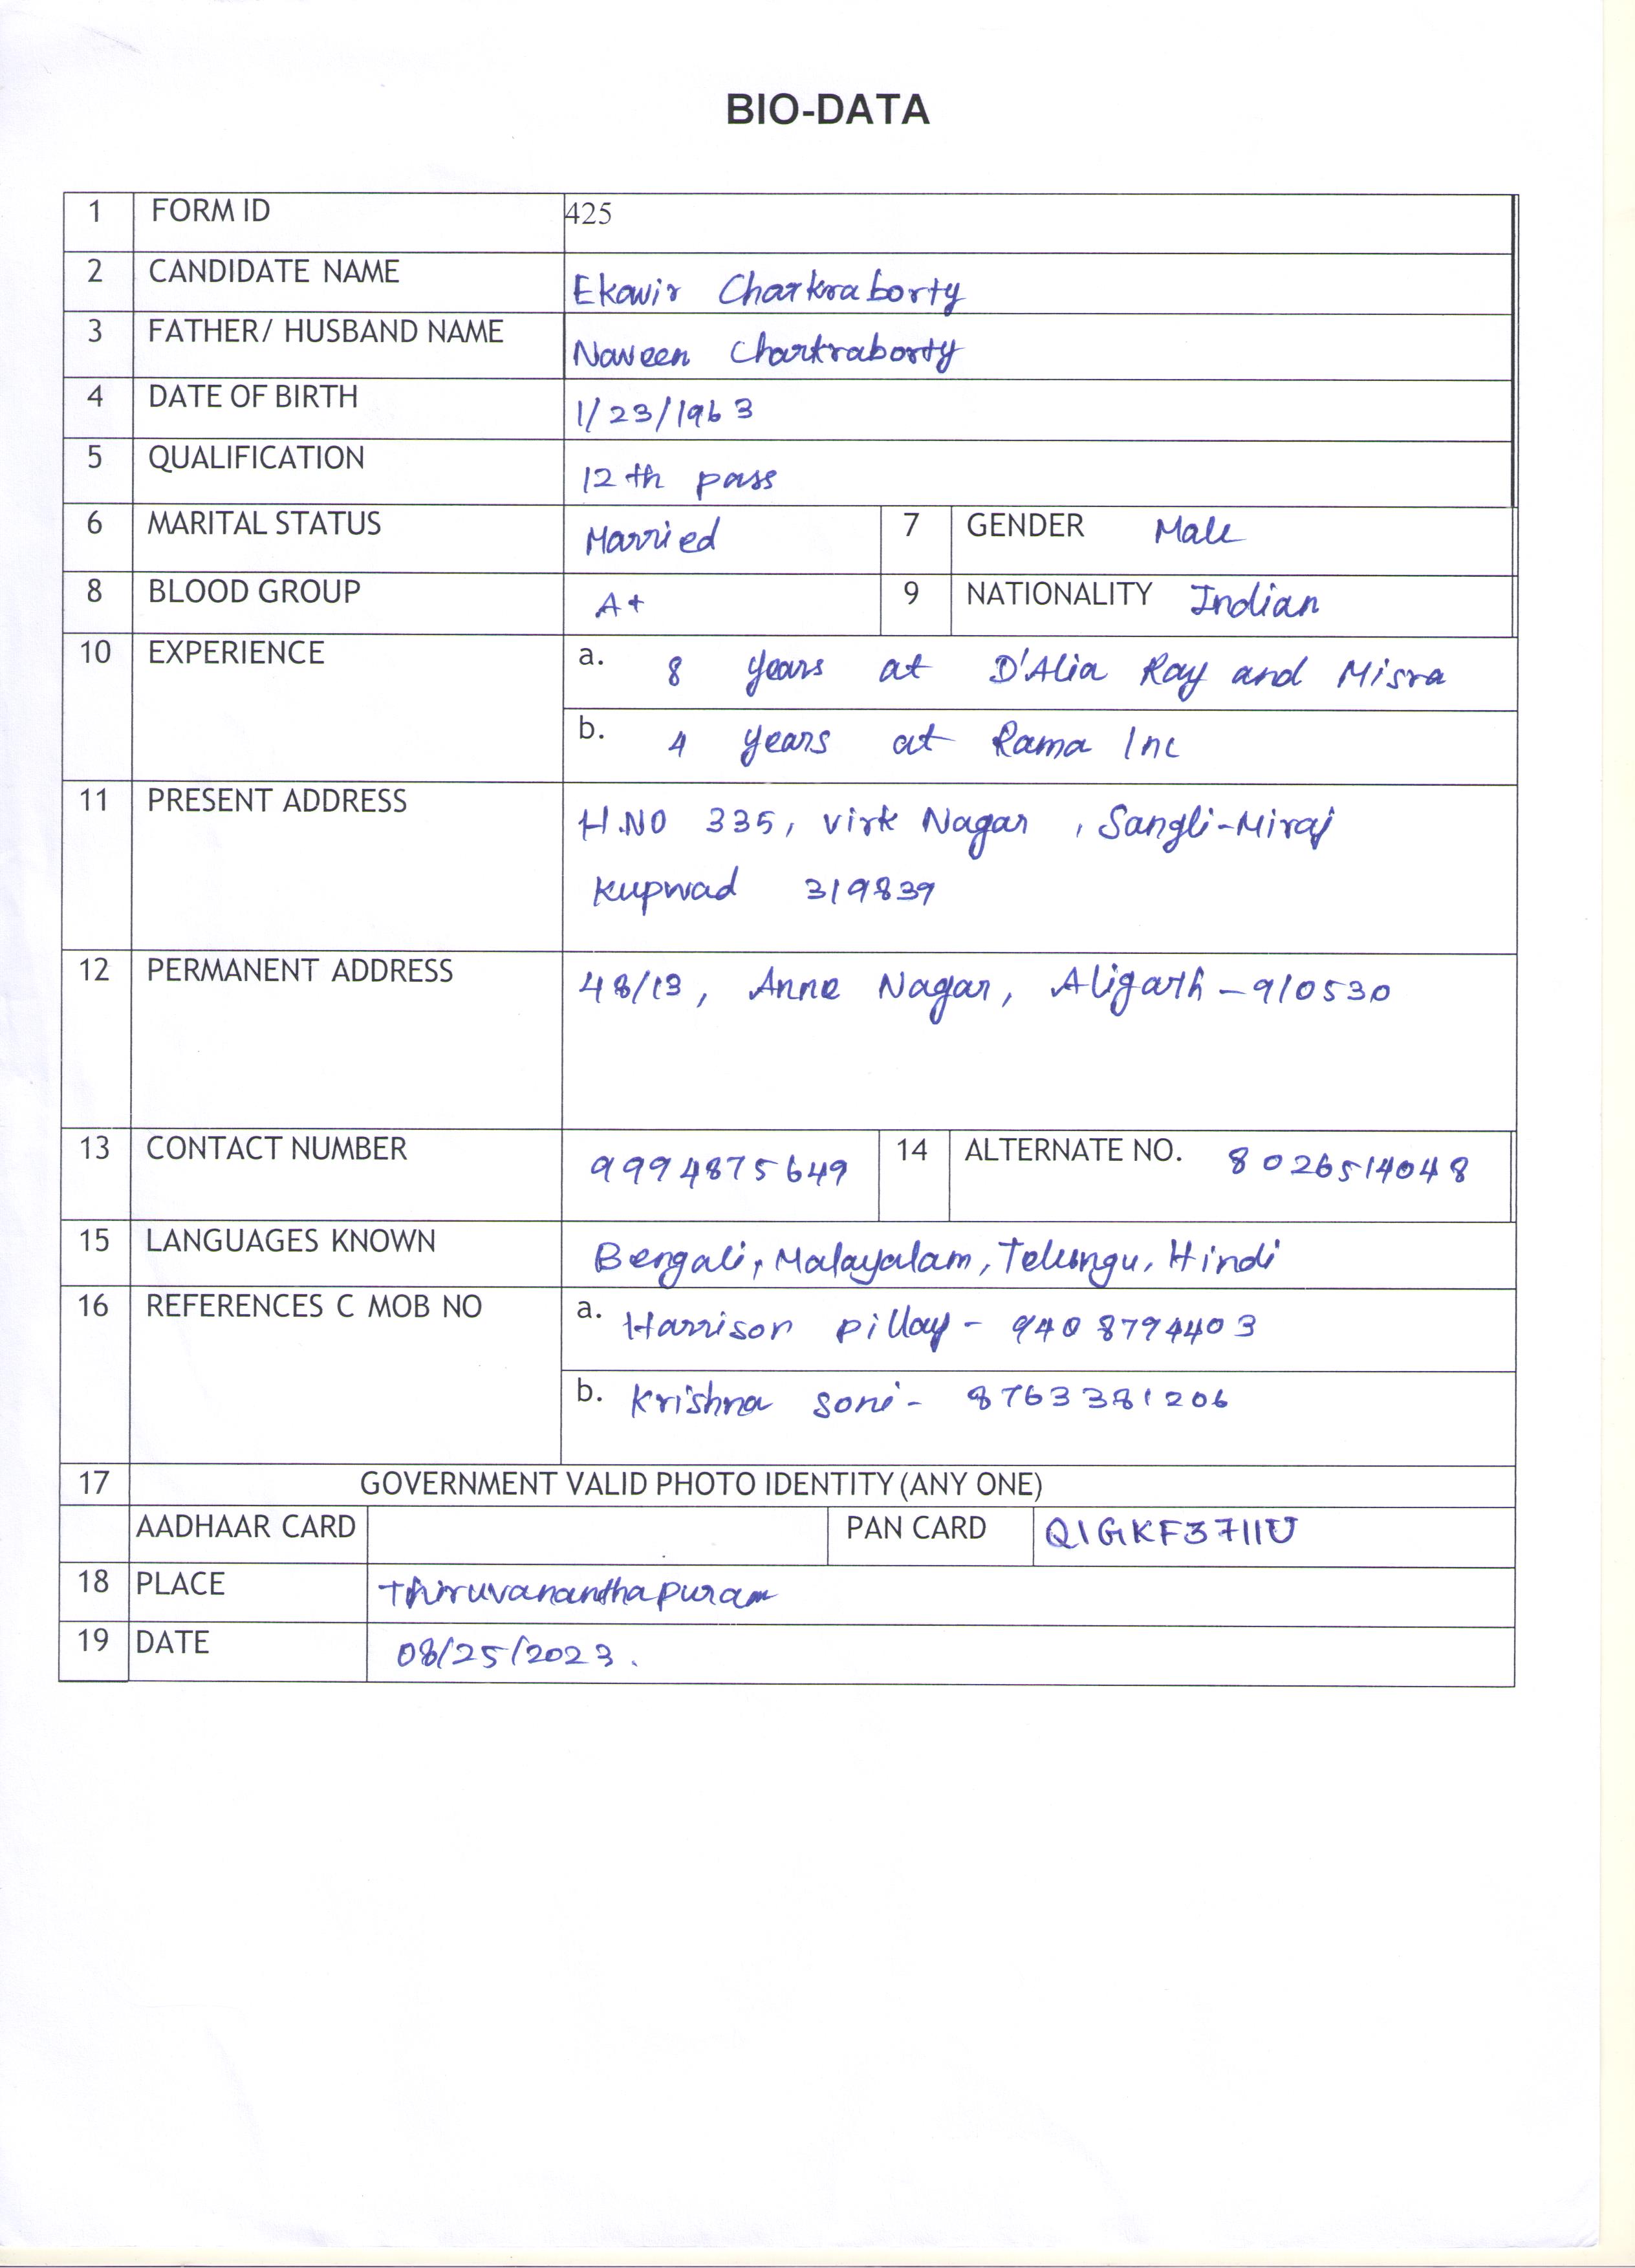 BIO-DATA
1 FORM ID 425
2 CANDIDATE NAME Ekavir Charkraborty
3 FATHER/ HUSBAND NAME Naveen Charkraborty
4 DATE OF BIRTH 1/23/1963
5 QUALIFICATION 12th pass
6 MARITAL STATUS Married 7 GENDER Male
8 BLOOD GROUP A+ 9 NATIONALITY Indian
10 EXPERIENCE a. 8 years at D'Alia Ray and Misra
b. 4 years at Rama Inc
11 PRESENT ADDRESS H.NO 335, Virk Nagar , Sangli-Miraj
Kupwad 319839
12 PERMANENT ADDRESS 48/13, Anne Nagar, Aligarh - 910530
13 CONTACT NUMBER 9994875649 14 ALTERNATE NO. 8026514048
15 LANGUAGES KNOWN Bengali, Malayalam, Telungu, Hindi
16 REFERENCES C MOB NO a. Harrison Pillay - 9408794403
b. Krishna soni - 8763381206
17 GOVERNMENT VALID PHOTO IDENTITY (ANY ONE)
AADHAAR CARD PAN CARD QIGKF3711U
18 PLACE Thiruvananthapuram
19 DATE 08/25/2023.